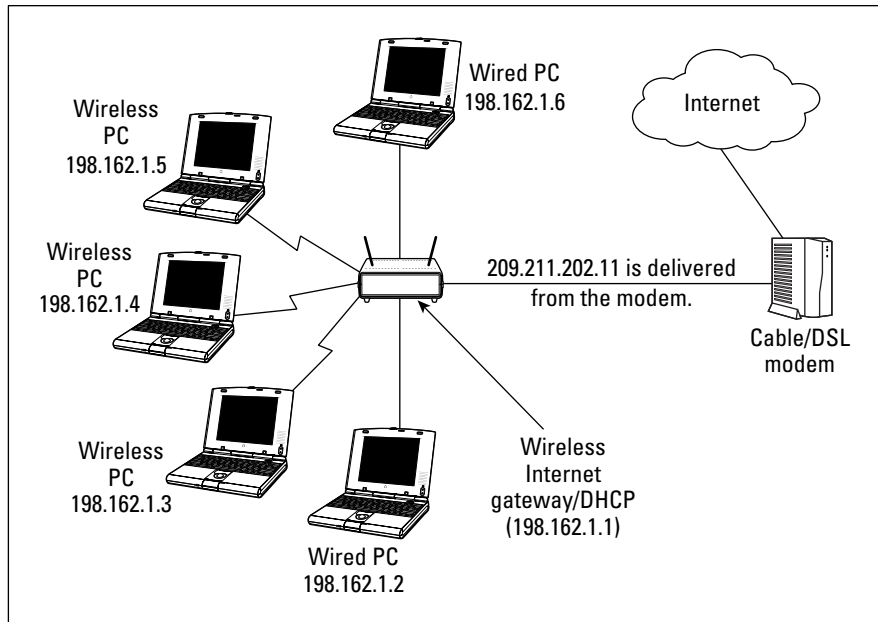 Wired PC
198.162.1.6
Internet
Wireless
PC
198.162.1.5
Wireless
PC
198.162.1.4
209.211.202.11 is delivered
from the modem.
Cable/DSL
modem
Wireless
PC
198.162.1.3
Wireless
Internet
gateway/DHCP
(198.162.1.1)
Wired PC
198.162.1.2